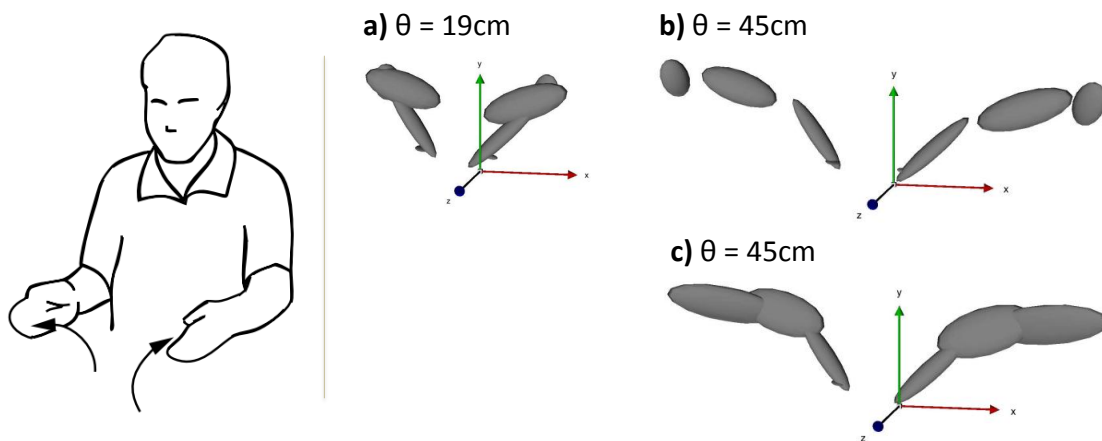 a) θ = 19cm
y
x
z
b) θ = 45cm
y
x
z
c) θ = 45cm
y
x
z